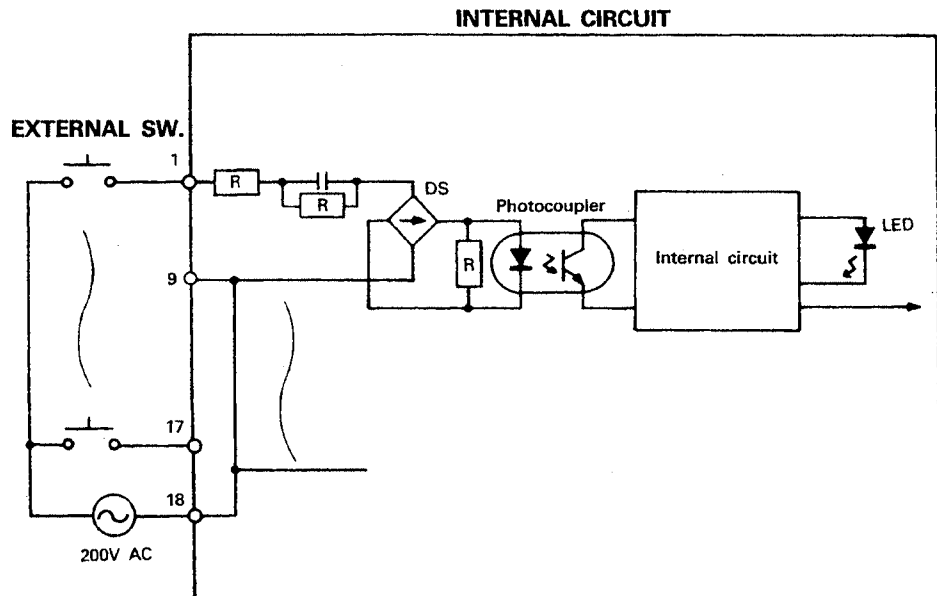 INTERNAL CIRCUIT
EXTERNAL SW.
1
R
R
DS
Photocoupler
LED
R
Internal circuit
9
17
18
200V AC